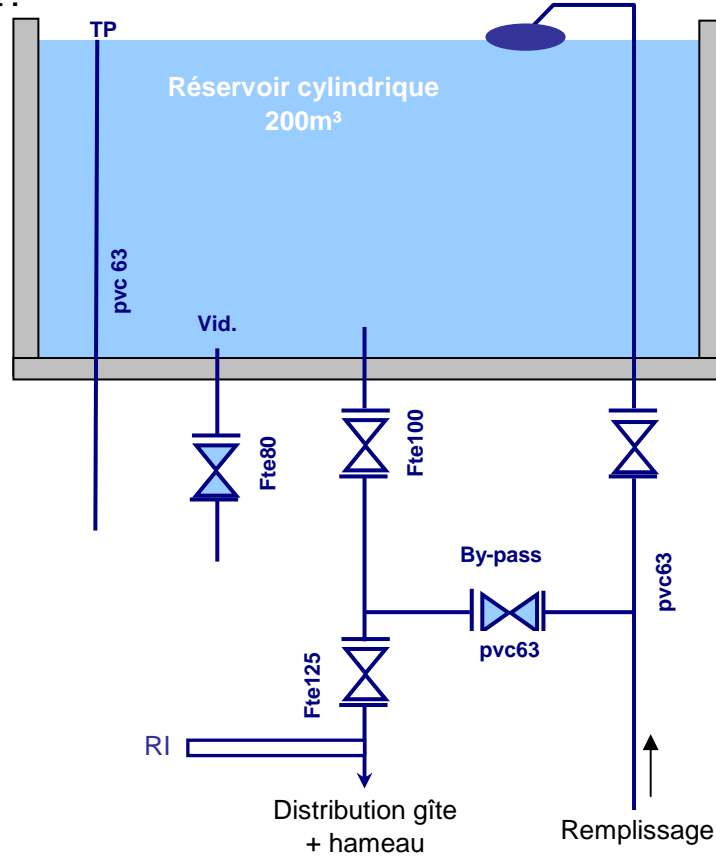 TP
Réservoir cylindrique
200m³
pvc 63
Vid.
Fte80
Fte100
By-pass
pvc63
pvc63
Fte125
RI
Distribution gîte
+ hameau
Remplissage